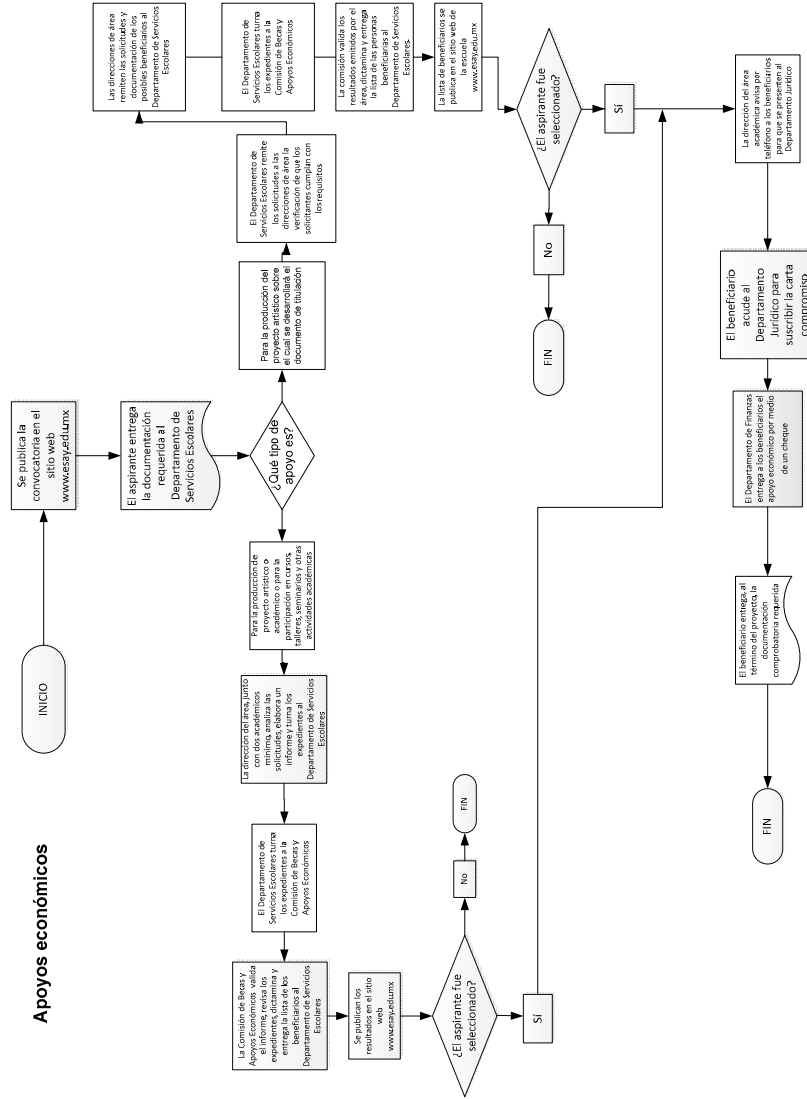 Apoyos económicos
INICIO
Se publica la
convocatoria en el
sitio web
www.esay.edu.mx
El aspirante entrega
la documentación
requerida al
Departamento de
Servicios Escolares
¿Qué tipo de
apoyo es?
Para la producción de
proyecto artístico o
académico o para la
participación en cursos,
talleres, seminarios y otras
actividades académicas
La dirección del área, junto
con dos académicos
mínimo, analiza las
solicitudes, elabora un
informe y turna los
expedientes al
Departamento de Servicios
Escolares
El Departamento de
Servicios Escolares turna
los expedientes a la
Comisión de Becas y
Apoyos Económicos
La Comisión de Becas y
Apoyos Económicos valida
el informe, revisa los
expedientes, dictamina y
entrega la lista de los
beneficiarios al
Departamento de Servicios
Escolares
Se publican los
resultados en el sitio
web
www.esay.edu.mx
¿El aspirante fue
seleccionado?
No
FIN
Sí
Para la producción del
proyecto artístico sobre
el cual se desarrollará el
documento de titulación
El Departamento de
Servicios Escolares remite
los solicitudes a las
direcciones de área la
verificación de que los
solicitantes cumplan con
los requisitos
Las direcciones de área
remiten las solicitudes y
documentación de los
posibles beneficiarios al
Departamento de Servicios
Escolares
El Departamento de
Servicios Escolares turna
los expedientes a la
Comisión de Becas y
Apoyos Económicos
La comisión valida los
resultados emitidos por el
área, dictamina y entrega
la lista de las personas
beneficiarias al
Departamento de Servicios
Escolares.
La lista de beneficiarios se
publica en el sitio web de
la escuela
www.esay.edu.mx
¿El aspirante fue
seleccionado?
No
FIN
Sí
La dirección del área
académica avisa por
teléfono a los beneficiarios
para que se presenten al
Departamento Jurídico
El beneficiario
acude al
Departamento
Jurídico para
suscribir la carta
compromiso
El Departamento de Finanzas
entrega a los beneficiarios el
apoyo económico por medio
de un cheque
El beneficiario entrega, al
término del proyecto, la
documentación
comprobatoria requerida
FIN